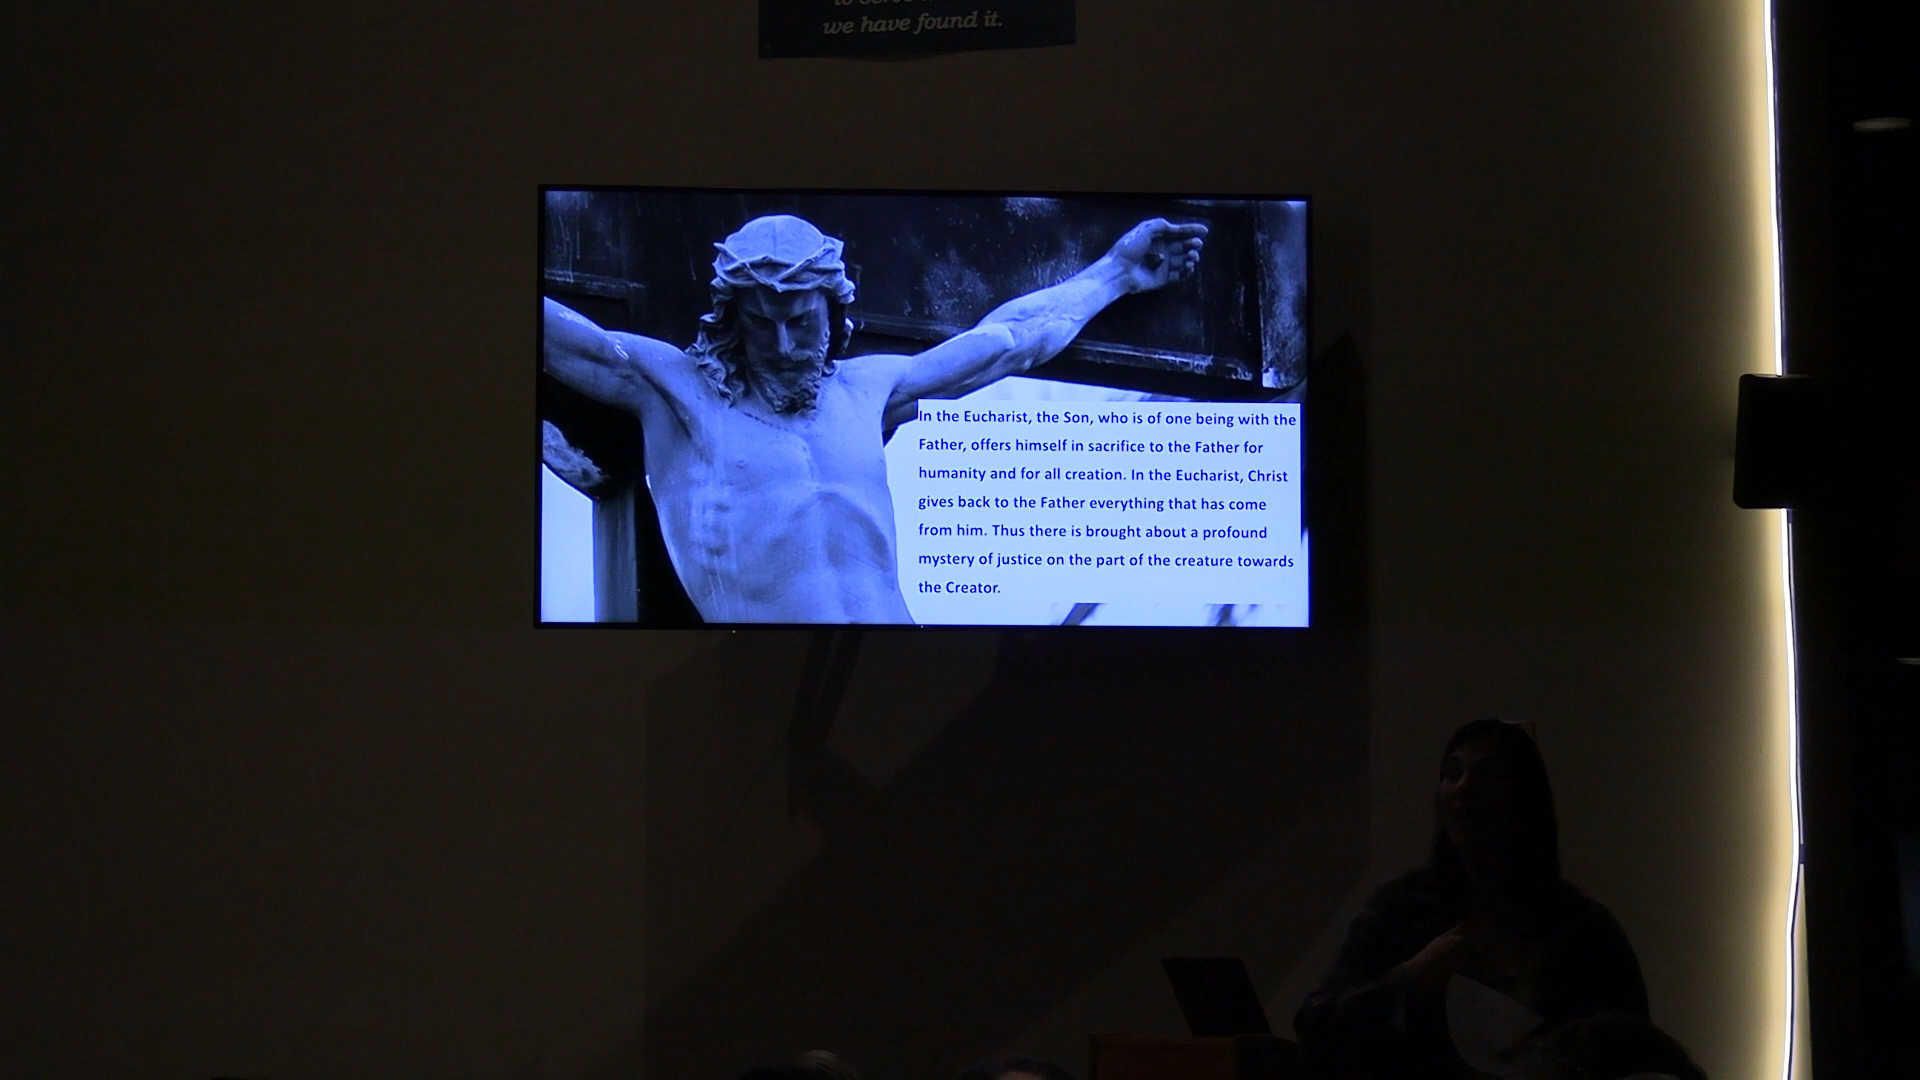 to serve
we have found it.
In the Eucharist, the Son, who is of one being with the
Father, offers himself in sacrifice to the Father for
humanity and for all creation. In the Eucharist, Christ
gives back to the Father everything that has come
from him. Thus there is brought about a profound
mystery of justice on the part of the creature towards
the Creator.